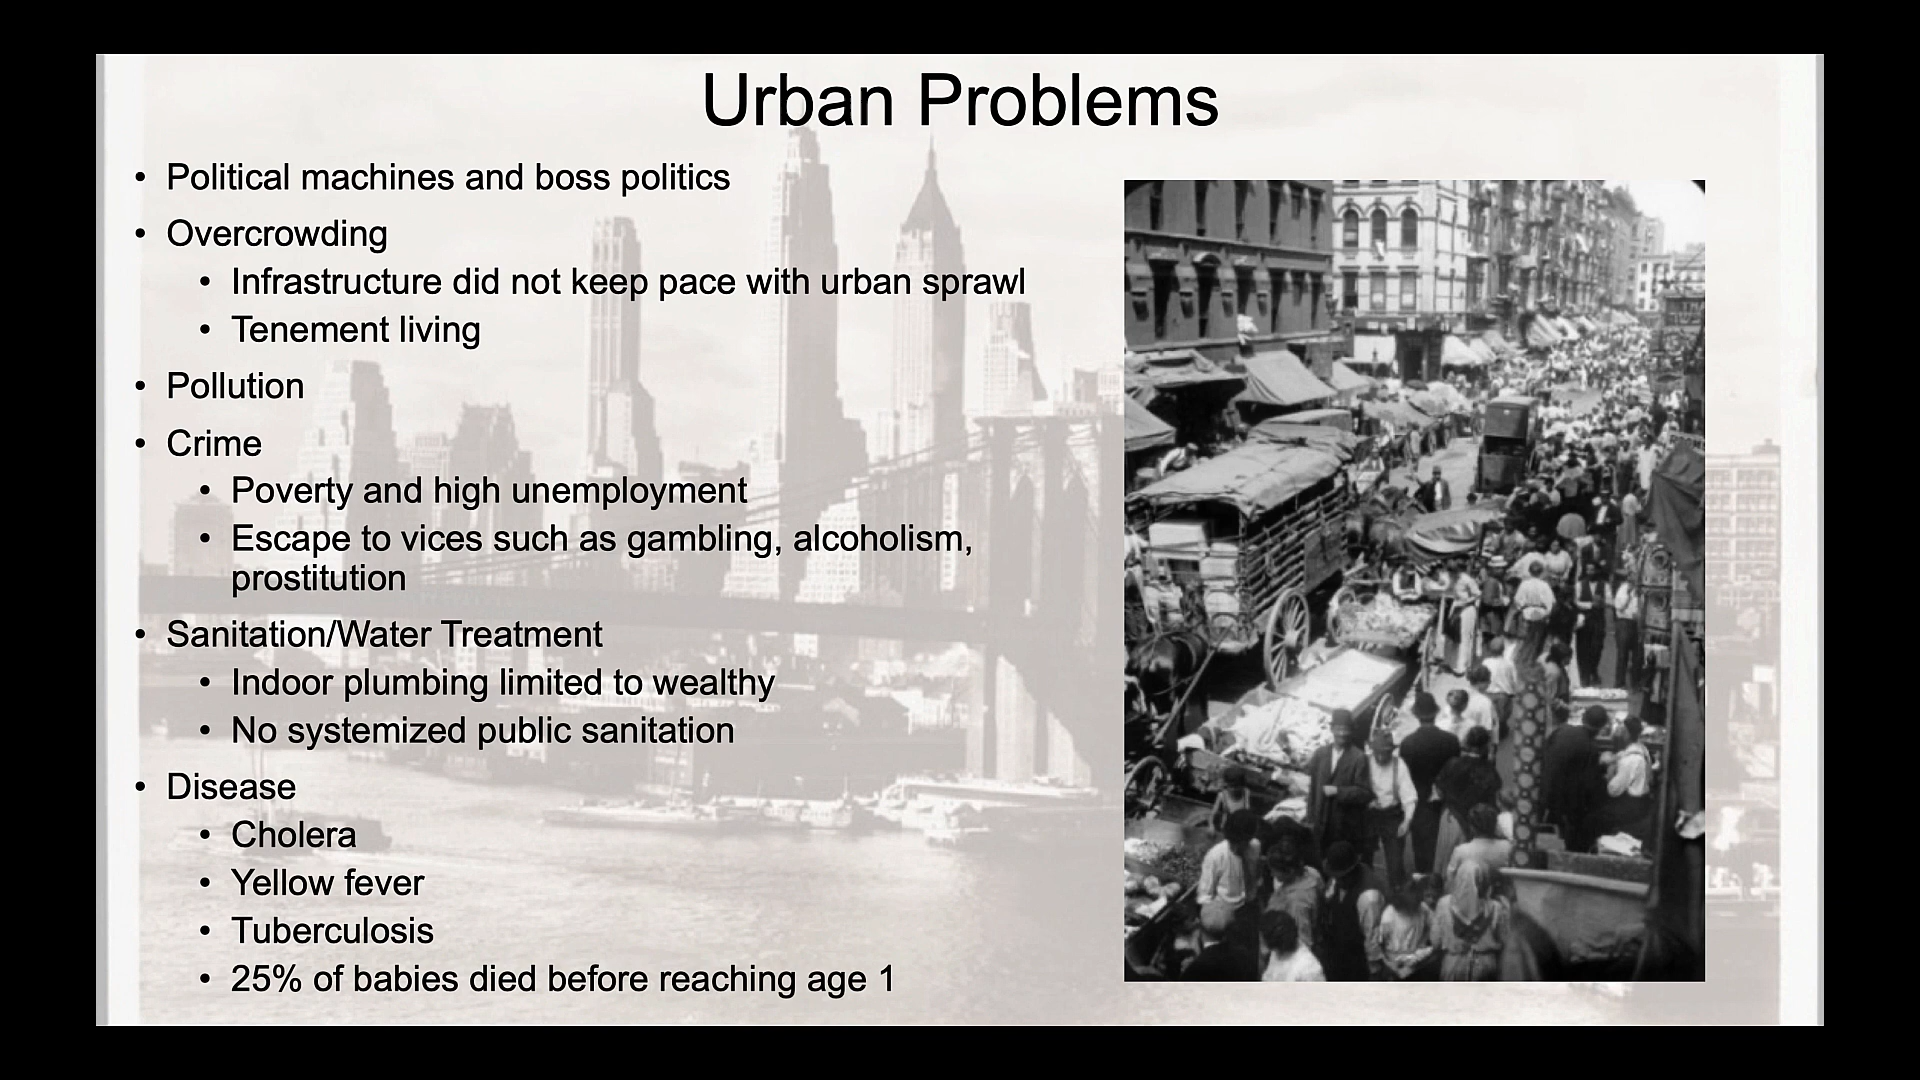 Urban Problems
• Political machines and boss politics
• Overcrowding
• Infrastructure did not keep pace with urban sprawl
• Tenement living
• Pollution
• Crime
• Poverty and high unemployment
• Escape to vices such as gambling, alcoholism,
prostitution
• Sanitation/Water Treatment
• Indoor plumbing limited to wealthy
• No systemized public sanitation
• Disease
• Cholera
• Yellow fever
• Tuberculosis
• 25% of babies died before reaching age 1